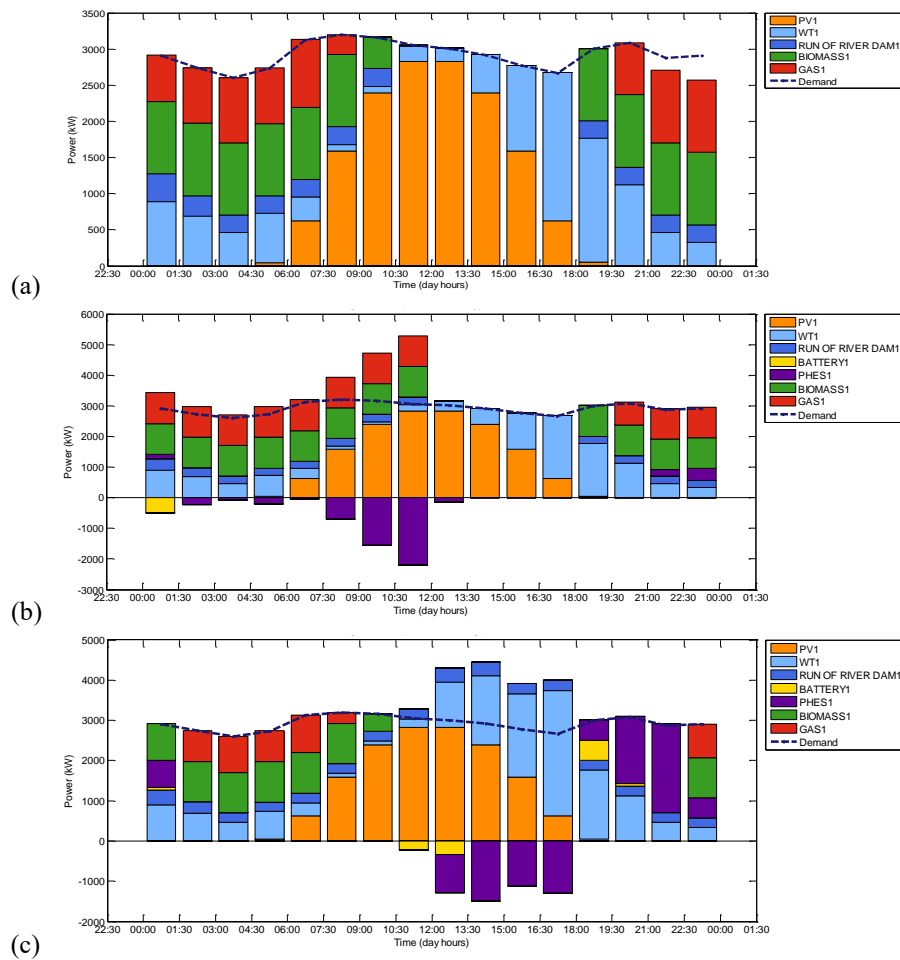 3500
3000
2500
2000
1500
1000
500
0
Power (kW)
22:30 00:00 01:30 03:00 04:30 06:00 07:30 09:00 10:30 12:00 13:30 15:00 16:30 18:00 19:30 21:00 22:30 00:00 01:30
Time (day hours)
PV1
WT1
RUN OF RIVER DAM1
BIOMASS1
GAS1
Demand
(a)
6000
5000
4000
3000
2000
1000
0
-1000
-2000
-3000
Power (kW)
22:30 00:00 01:30 03:00 04:30 06:00 07:30 09:00 10:30 12:00 13:30 15:00 16:30 18:00 19:30 21:00 22:30 00:00 01:30
Time (day hours)
PV1
WT1
RUN OF RIVER DAM1
BATTERY1
PHES1
BIOMASS1
GAS1
Demand
(b)
5000
4000
3000
2000
1000
0
-1000
-2000
Power (kW)
22:30 00:00 01:30 03:00 04:30 06:00 07:30 09:00 10:30 12:00 13:30 15:00 16:30 18:00 19:30 21:00 22:30 00:00 01:30
Time (day hours)
PV1
WT1
RUN OF RIVER DAM1
BATTERY1
PHES1
BIOMASS1
GAS1
Demand
(c)